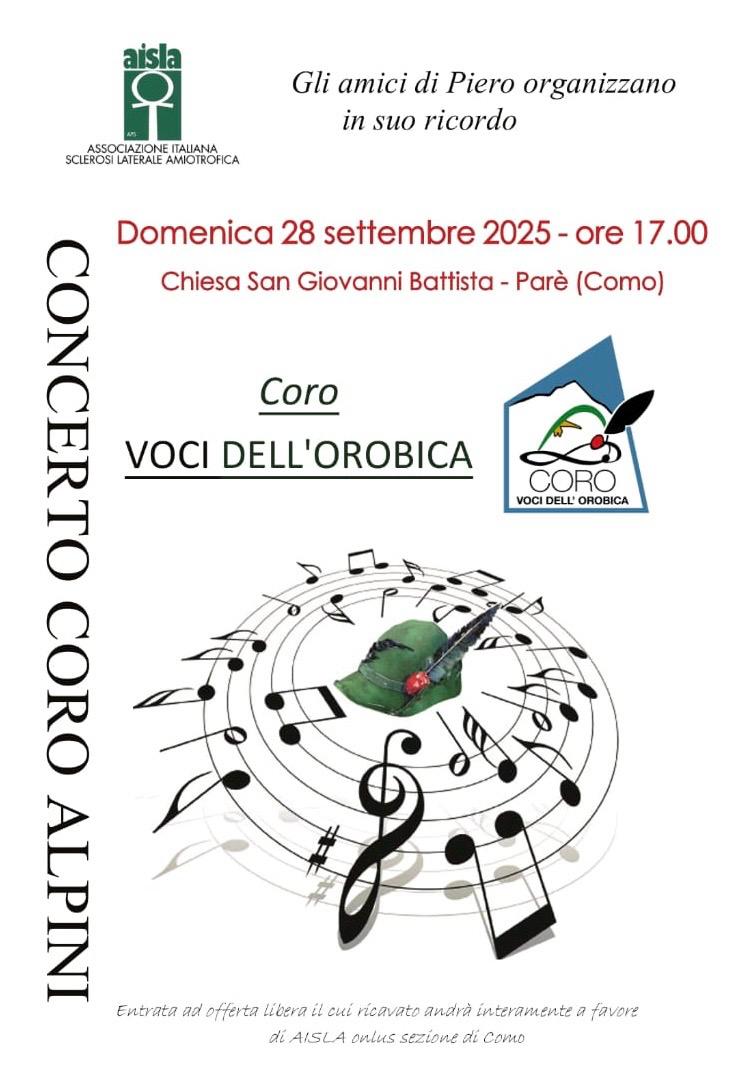 aisla
APS
ASSOCIAZIONE ITALIANA
SCLEROSI LATERALE AMIOTROFICA
Gli amici di Piero organizzano
in suo ricordo
Domenica 28 settembre 2025 - ore 17.00
Chiesa San Giovanni Battista - Parè (Como)
CONCERTO CORO ALPINI
Coro
VOCI DELL'OROBICA
CORO
VOCI DELL' OROBICA
Entrata ad offerta libera il cui ricavato andrà interamente a favore
di AISLA onlus sezione di Como